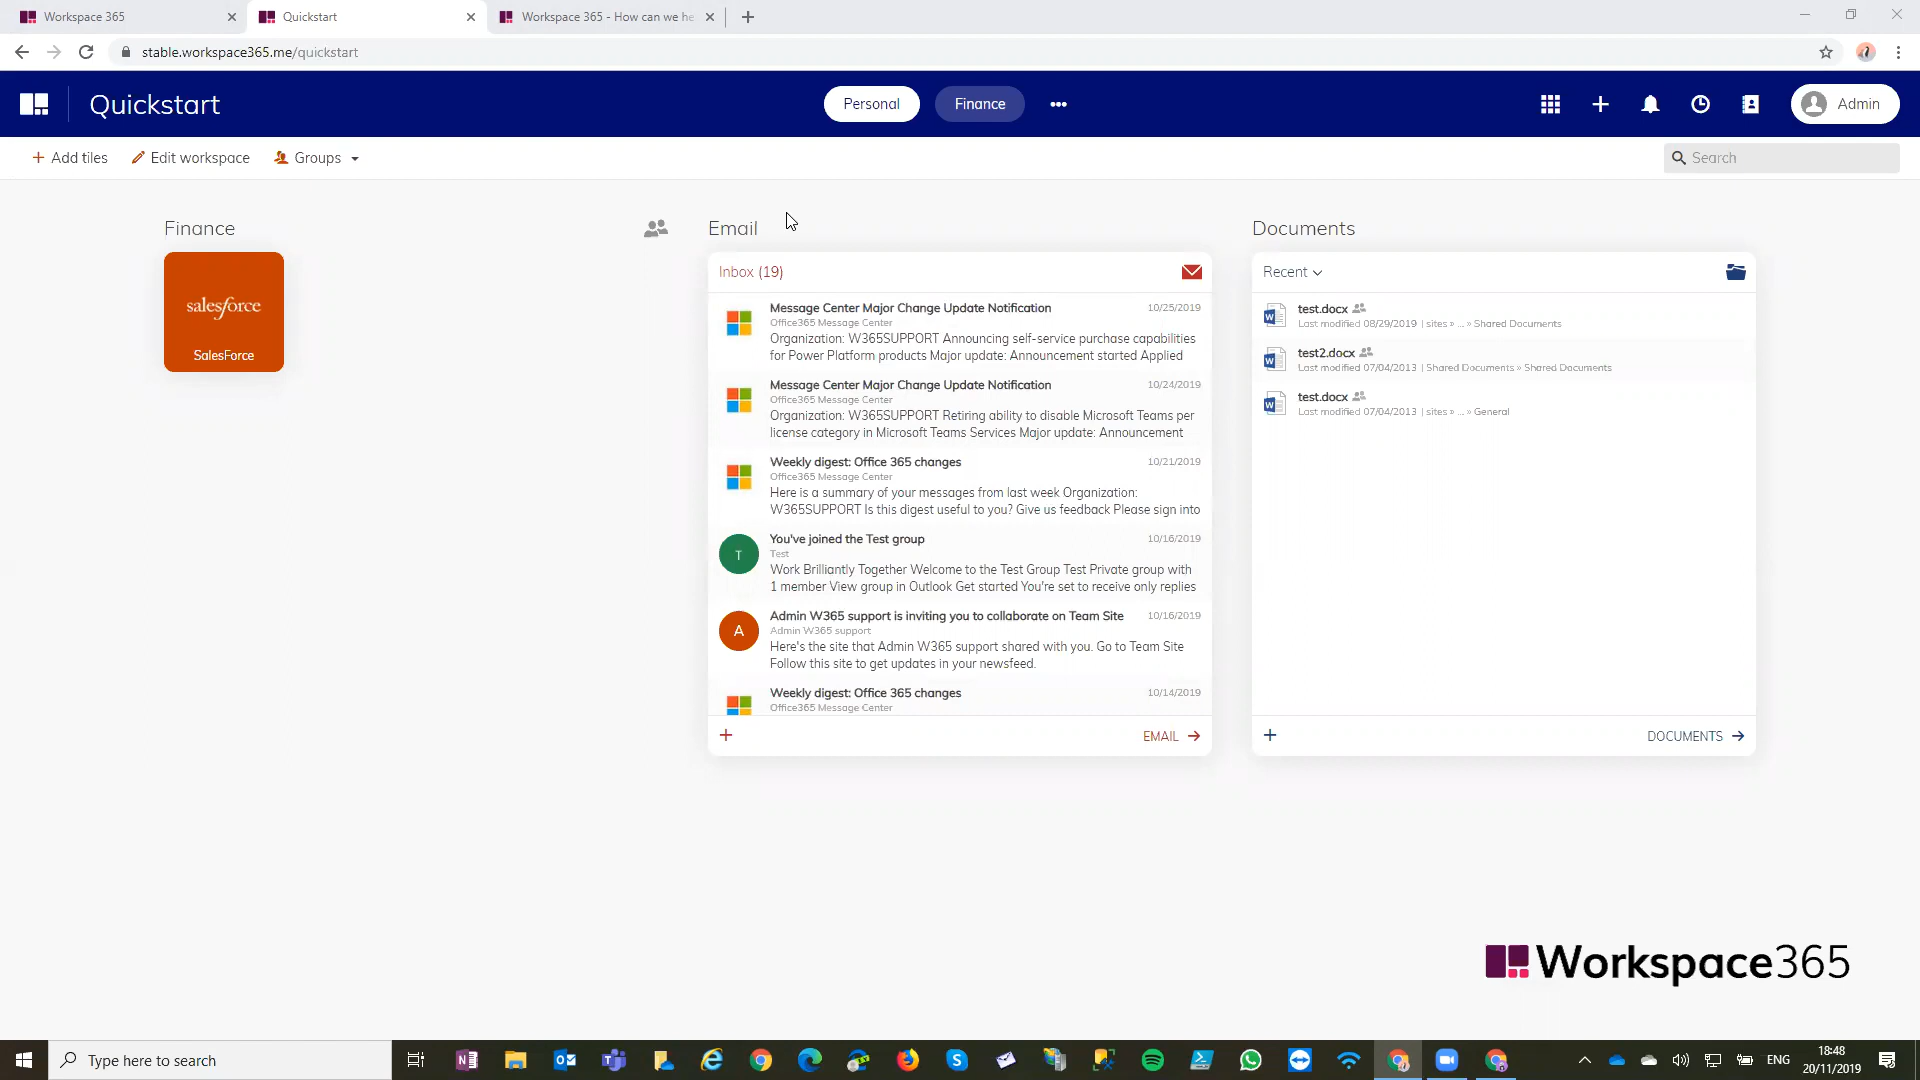 Workspace 365
Quickstart
Workspace 365 - How can we he
stable.workspace365.me/quickstart
Quickstart
Personal
Finance
Admin
Add tiles
Edit workspace
Groups
Search
Finance
salesforce
SalesForce
Email
Inbox (19)
Message Center Major Change Update Notification 10/25/2019
Office365 Message Center
Organization: W365SUPPORT Announcing self-service purchase capabilities
for Power Platform products Major update: Announcement started Applied
Message Center Major Change Update Notification 10/24/2019
Office365 Message Center
Organization: W365SUPPORT Retiring ability to disable Microsoft Teams per
license category in Microsoft Teams Services Major update: Announcement
Weekly digest: Office 365 changes 10/21/2019
Office365 Message Center
Here is a summary of your messages from last week Organization:
W365SUPPORT Is this digest useful to you? Give us feedback Please sign into
T
You've joined the Test group 10/16/2019
Test
Work Brilliantly Together Welcome to the Test Group Test Private group with
1 member View group in Outlook Get started You're set to receive only replies
A
Admin W365 support is inviting you to collaborate on Team Site 10/16/2019
Admin W365 support
Here's the site that Admin W365 support shared with you. Go to Team Site
Follow this site to get updates in your newsfeed.
Weekly digest: Office 365 changes 10/14/2019
Office365 Message Center
EMAIL
Documents
Recent
test.docx
Last modified 08/29/2019 | sites » ... » Shared Documents
test2.docx
Last modified 07/04/2013 | Shared Documents » Shared Documents
test.docx
Last modified 07/04/2013 | sites » ... » General
DOCUMENTS
Workspace365
Type here to search
ENG
18:48
20/11/2019